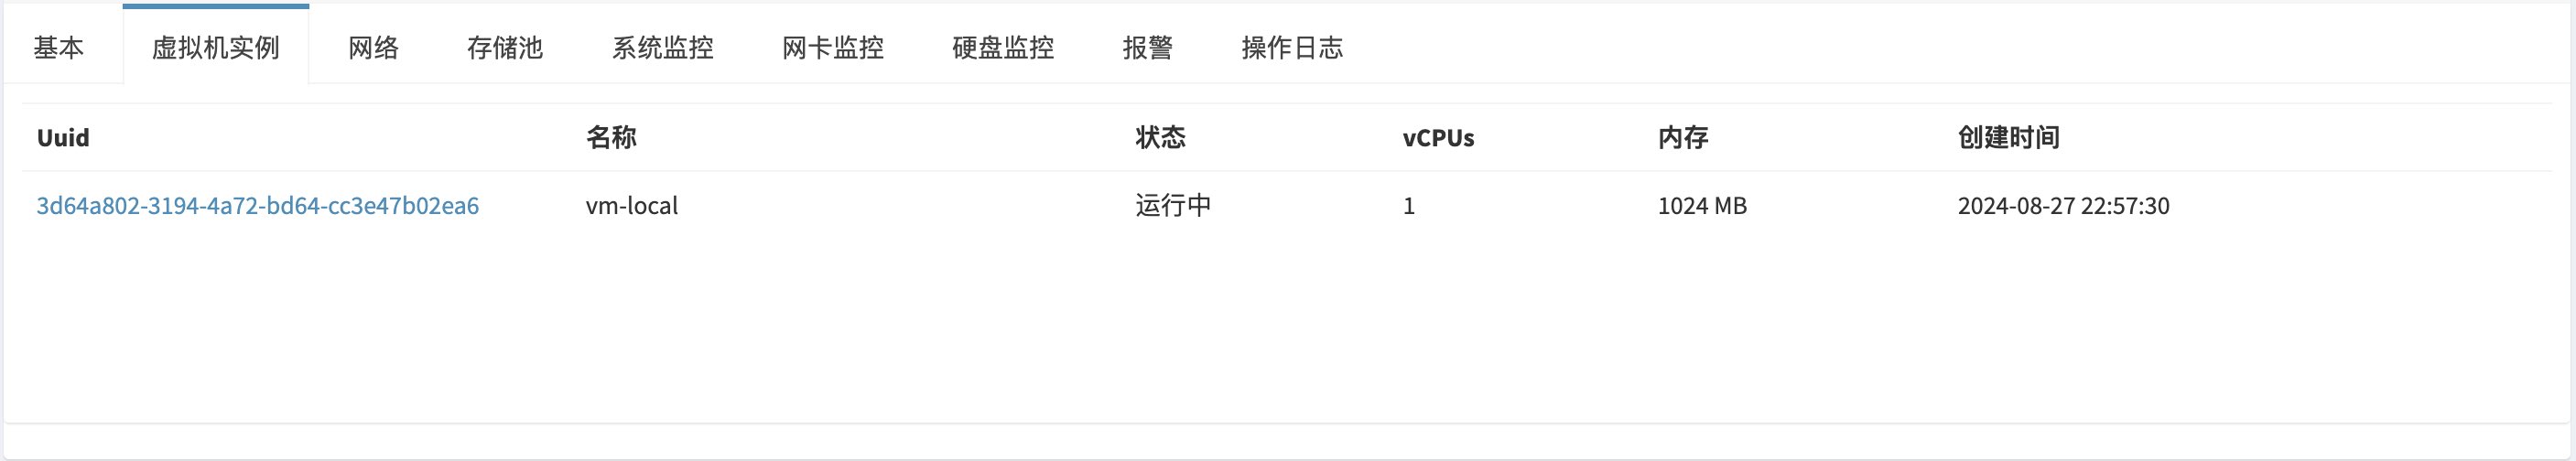 基本 虚拟机实例 网络 存储池 系统监控 网卡监控 硬盘监控 报警 操作日志
Uuid 名称 状态 vCPUs 内存 创建时间
3d64a802-3194-4a72-bd64-cc3e47b02ea6 vm-local 运行中 1 1024 MB 2024-08-27 22:57:30